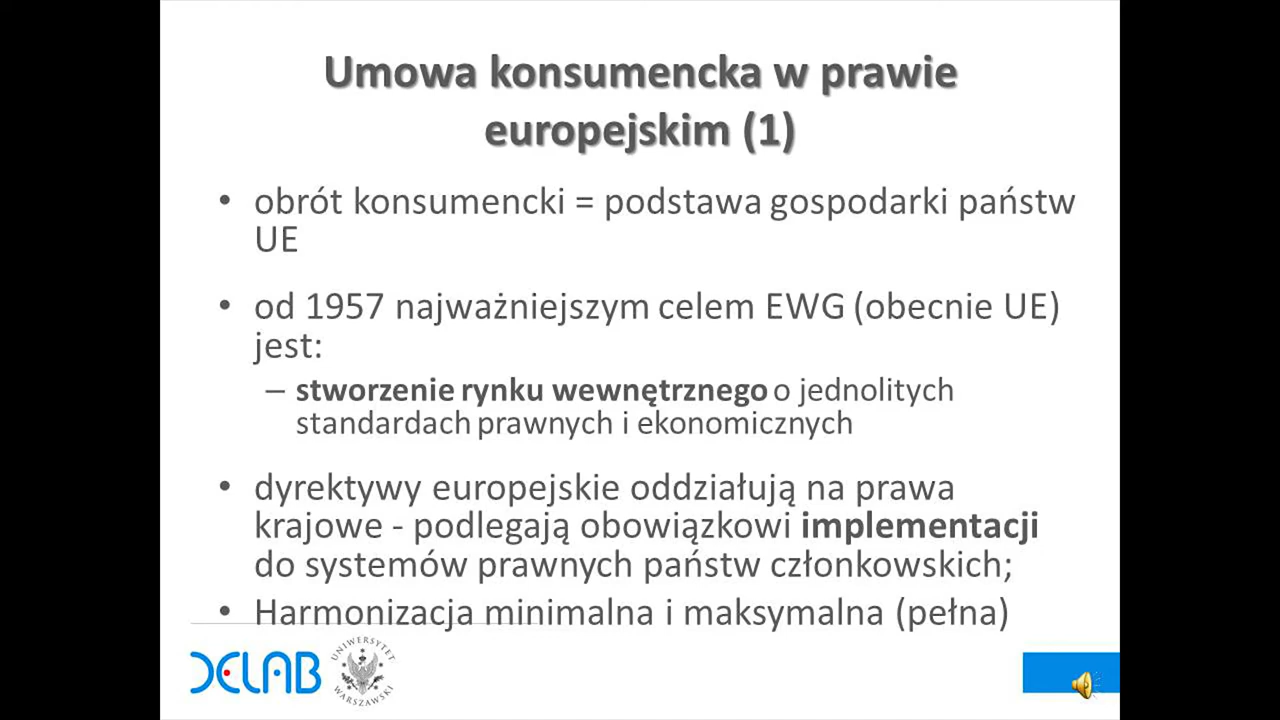 Umowa konsumencka w prawie
europejskim (1)
• obrót konsumencki = podstawa gospodarki państw
UE
• od 1957 najważniejszym celem EWG (obecnie UE)
jest:
– stworzenie rynku wewnętrznego o jednolitych
standardach prawnych i ekonomicznych
• dyrektywy europejskie oddziałują na prawa
krajowe - podlegają obowiązkowi implementacji
do systemów prawnych państw członkowskich;
• Harmonizacja minimalna i maksymalna (pełna)
DELAB
UNIWERSYTET
WARSZAWSKI